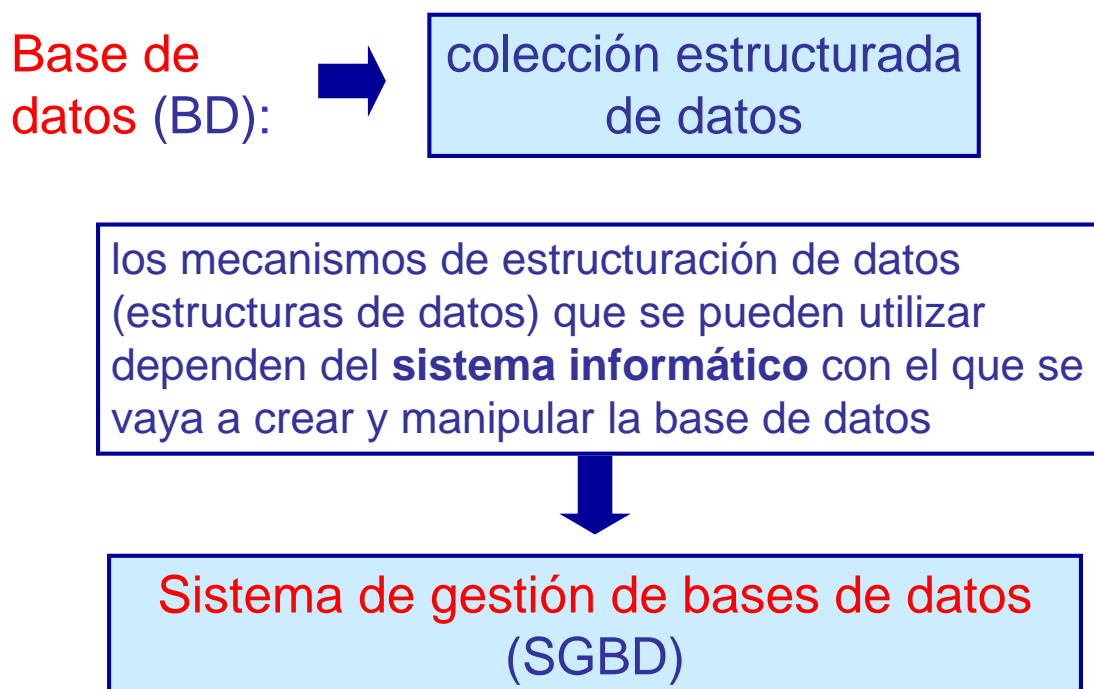 Base de
datos (BD):
colección estructurada
de datos
los mecanismos de estructuración de datos
(estructuras de datos) que se pueden utilizar
dependen del sistema informático con el que se
vaya a crear y manipular la base de datos
Sistema de gestión de bases de datos
(SGBD)